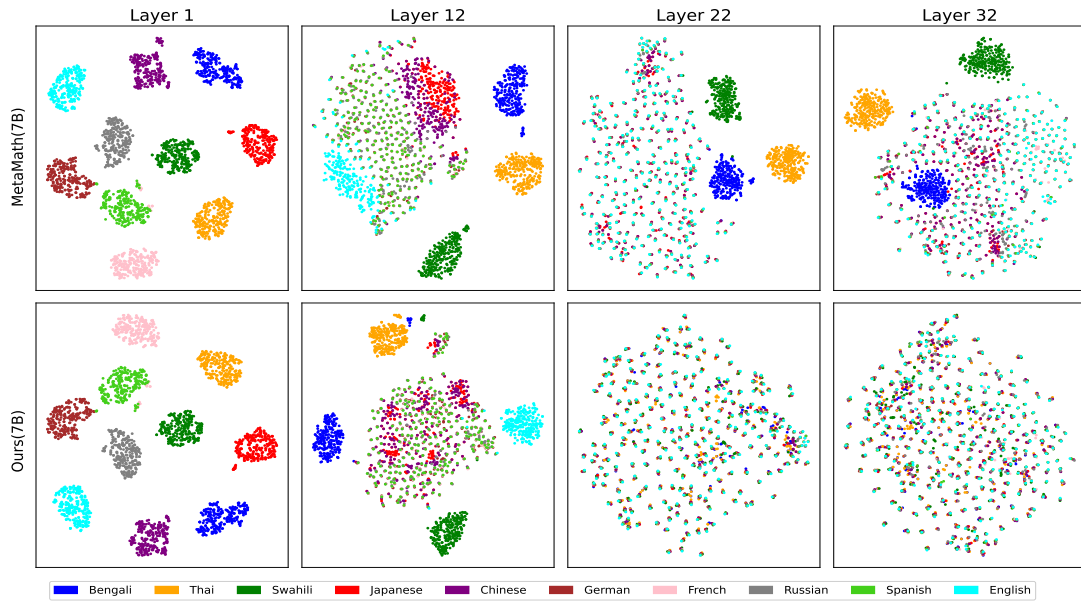 Layer 1 Layer 12 Layer 22 Layer 32
MetaMath(7B)
Ours(7B)
Bengali Thai Swahili Japanese Chinese German French Russian Spanish English